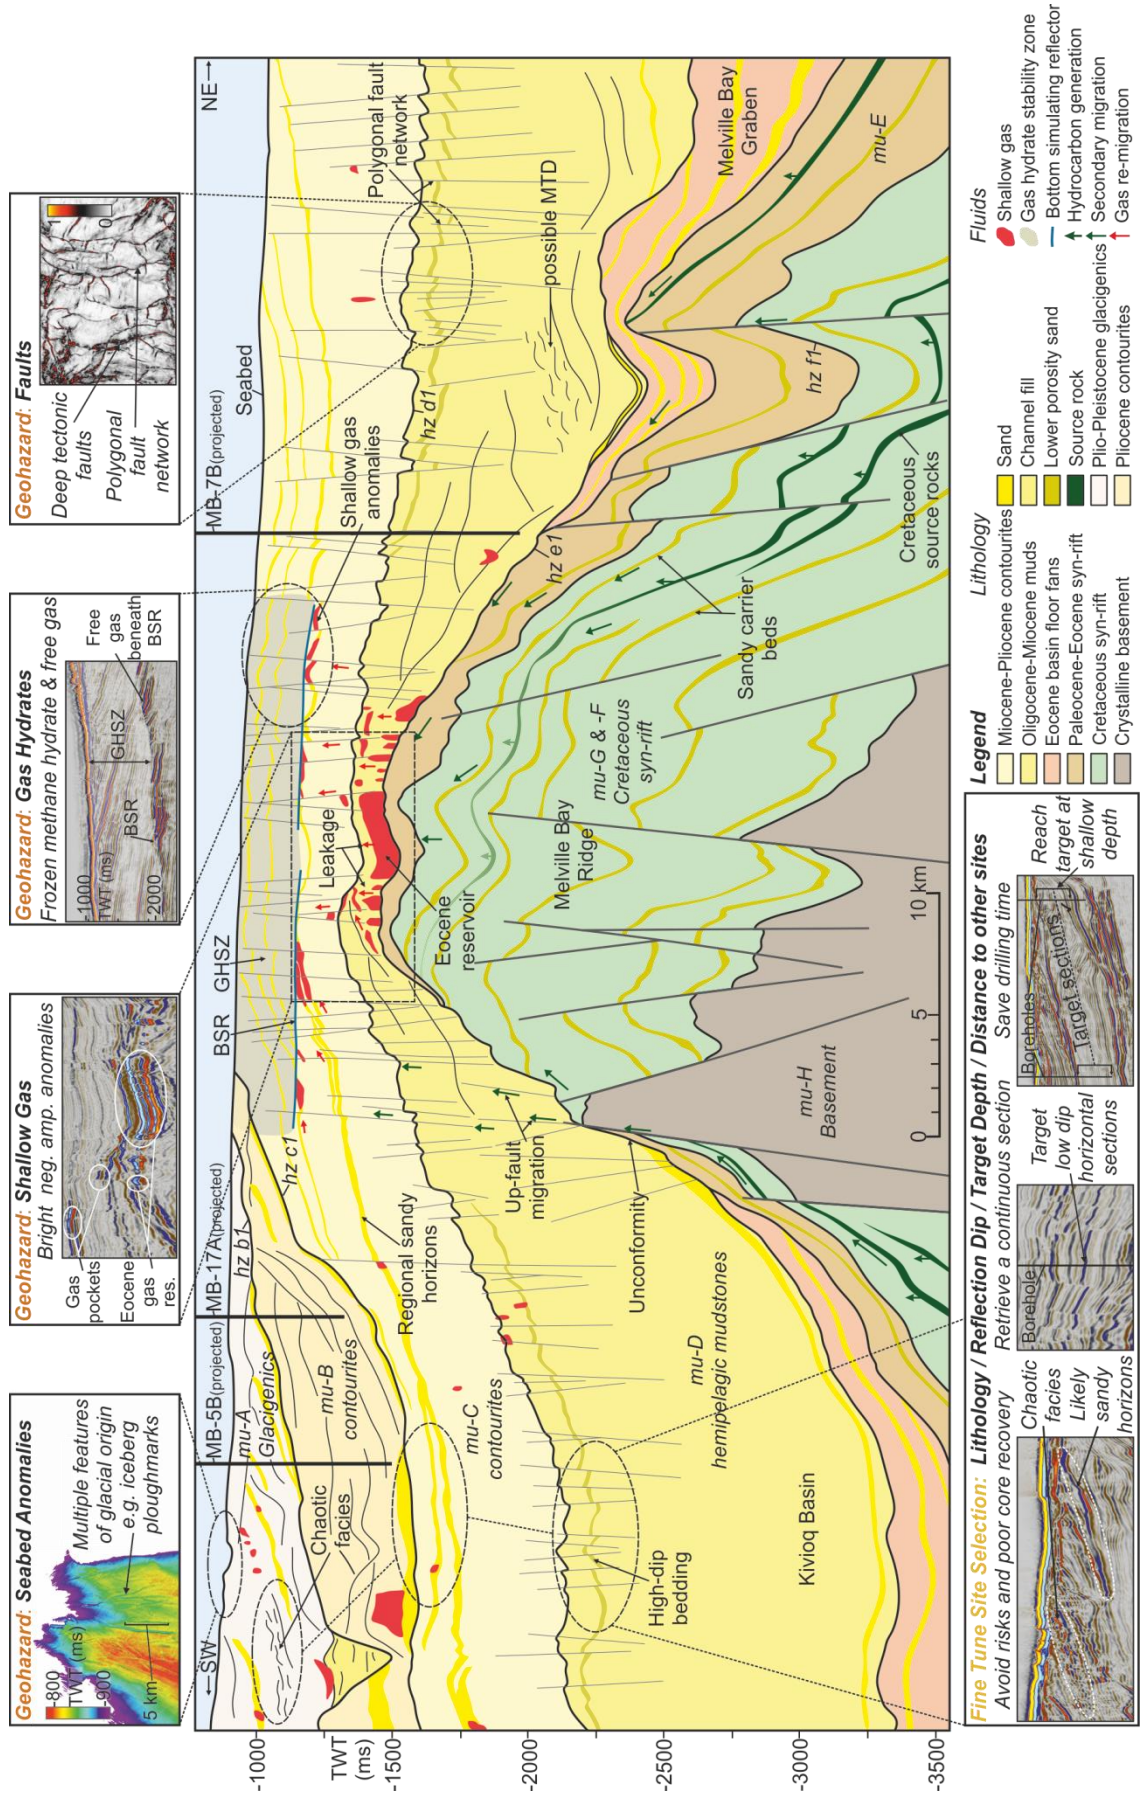 Geohazard: Seabed Anomalies
-800
TWT (ms)
-900
5 km
Multiple features
of glacial origin
e.g. iceberg
ploughmarks
Geohazard: Shallow Gas
Bright neg. amp. anomalies
Gas
pockets
Eocene
gas
res.
Geohazard: Gas Hydrates
Frozen methane hydrate & free gas
-1000
TWT (ms)
-2000
BSR
GHSZ
Free
gas
beneath
BSR
Geohazard: Faults
Deep tectonic
faults
Polygonal
fault
network
1
0
SW
MB-5B(projected)
MB-17A(projected)
MB-7B(projected)
NE
-1000
TWT
(ms)
-1500
-2000
-2500
-3000
-3500
mu-A
Glacigenics
hz b1
mu-B
contourites
hz c1
Chaotic
facies
Regional sandy
horizons
mu-C
contourites
BSR
GHSZ
Leakage
Shallow gas
anomalies
Seabed
hz d1
Polygonal fault
network
possible MTD
High-dip
bedding
Kivioq Basin
mu-D
hemipelagic mudstones
Up-fault
migration
Unconformity
Eocene
reservoir
Melville Bay
Ridge
mu-G & -F
Cretaceous
syn-rift
Sandy carrier
beds
hz e1
hz f1
Melville Bay
Graben
mu-E
Cretaceous
source rocks
mu-H
Basement
0
5
10 km
Fine Tune Site Selection: Lithology / Reflection Dip / Target Depth / Distance to other sites
Avoid risks and poor core recovery
Chaotic
facies
Likely
sandy
horizons
Retrieve a continuous section
Borehole
Target
low dip
horizontal
sections
Save drilling time
Boreholes
Target sections
Reach
target at
shallow
depth
Legend
Lithology
Fluids
Miocene-Pliocene contourites
Oligocene-Miocene muds
Eocene basin floor fans
Paleocene-Eocene syn-rift
Cretaceous syn-rift
Crystalline basement
Sand
Channel fill
Lower porosity sand
Source rock
Plio-Pleistocene glacigenics
Pliocene contourites
Shallow gas
Gas hydrate stability zone
Bottom simulating reflector
Hydrocarbon generation
Secondary migration
Gas re-migration